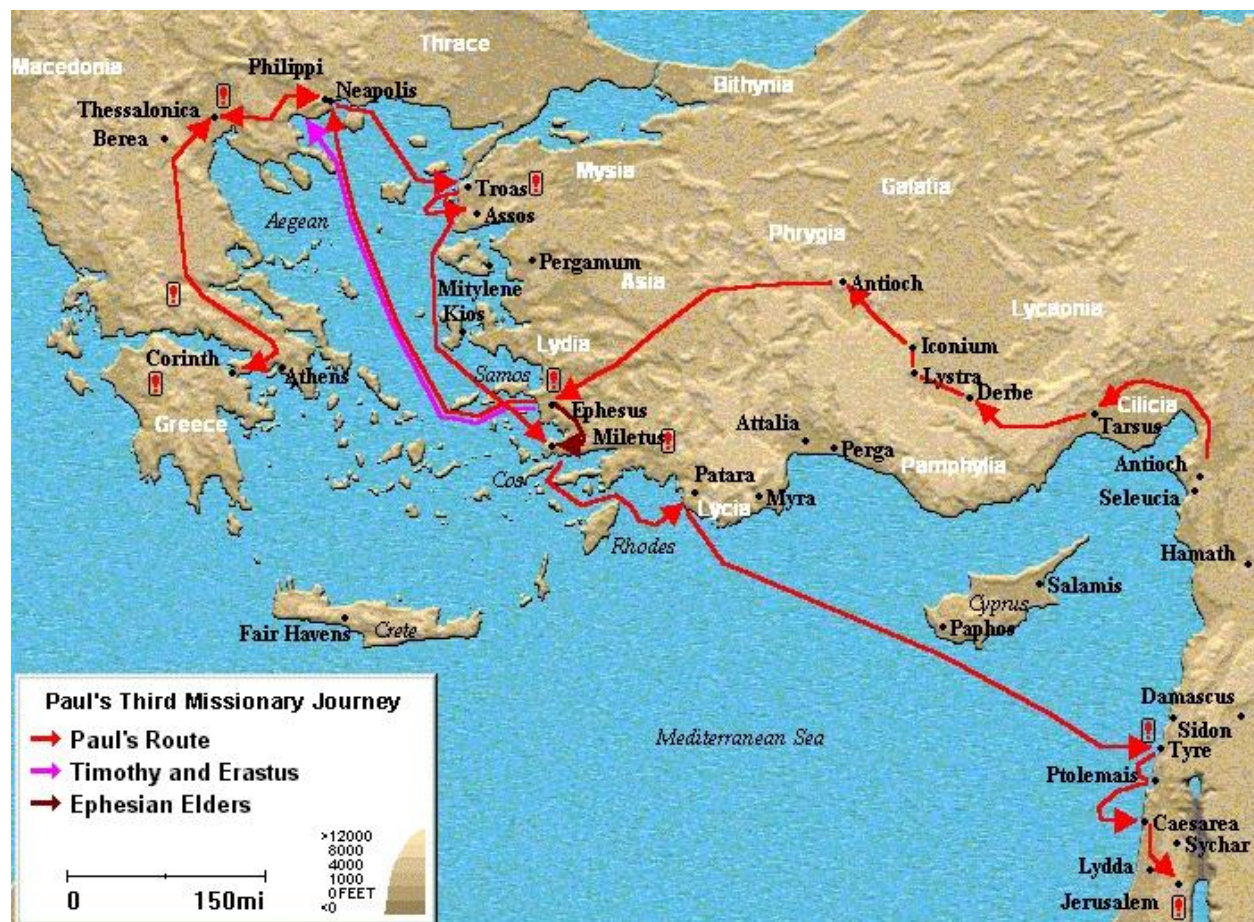 Thrace
Macedonia
Philippi
Bithynia
Neapolis
Thessalonica
Berea
Mysia
Troas
Galatia
Assos
Aegean
Phrygia
Pergamum
Asia
Antioch
Mitylene
Lycaonia
Kios
Lydia
Iconium
Corinth
Athens
Samos
Lystra
Derbe
Cilicia
Greece
Ephesus
Tarsus
Miletus
Attalia
Perga
Pamphylia
Antioch
Cos
Patara
Seleucia
Lycia
Myra
Rhodes
Hamath
Salamis
Cyprus
Fair Havens
Crete
Paphos
Paul's Third Missionary Journey
Paul's Route
Timothy and Erastus
Ephesian Elders
Mediterranean Sea
Damascus
Sidon
Tyre
Ptolemais
Caesarea
Sychar
Lydda
Jerusalem
>12000
8000
4000
1000
0 FEET
<0
0 150mi